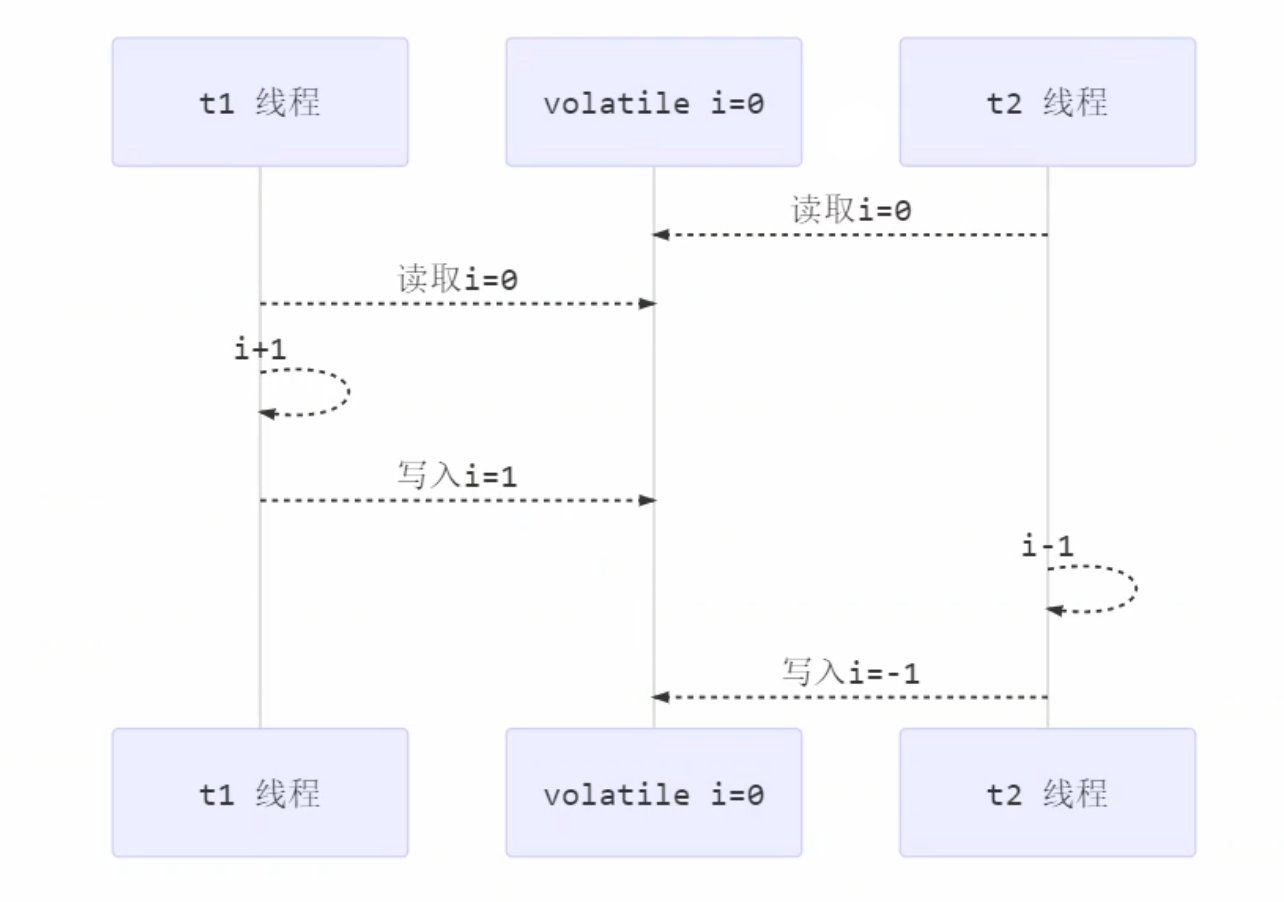 t1 线程
volatile i=0
t2 线程
读取i=0
读取i=0
i+1
写入i=1
i-1
写入i=-1
t1 线程
volatile i=0
t2 线程